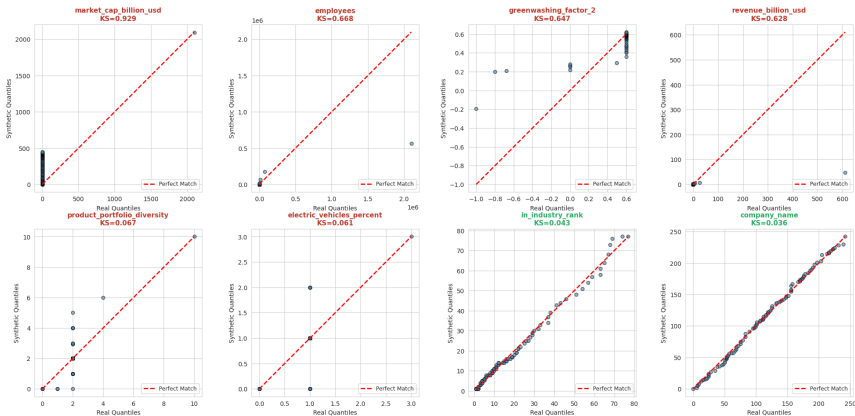 market_cap_billion_usd
KS=0.929
2000
1500
1000
500
0
Synthetic Quantiles
0
500
1000
1500
2000
Real Quantiles
Perfect Match
employees
KS=0.668
1e6
2.0
1.5
1.0
0.5
0.0
Synthetic Quantiles
0.0
0.5
1.0
1.5
2.0
1e6
Real Quantiles
Perfect Match
greenwashing_factor_2
KS=0.647
0.6
0.4
0.2
0.0
−0.2
−0.4
−0.6
−0.8
−1.0
Synthetic Quantiles
−1.0
−0.8
−0.6
−0.4
−0.2
0.0
0.2
0.4
0.6
Real Quantiles
Perfect Match
revenue_billion_usd
KS=0.628
600
500
400
300
200
100
0
Synthetic Quantiles
0
100
200
300
400
500
600
Real Quantiles
Perfect Match
product_portfolio_diversity
KS=0.067
10
8
6
4
2
0
Synthetic Quantiles
0
2
4
6
8
10
Real Quantiles
Perfect Match
electric_vehicles_percent
KS=0.061
3.0
2.5
2.0
1.5
1.0
0.5
0.0
Synthetic Quantiles
0.0
0.5
1.0
1.5
2.0
2.5
3.0
Real Quantiles
Perfect Match
in_industry_rank
KS=0.043
80
70
60
50
40
30
20
10
0
Synthetic Quantiles
0
10
20
30
40
50
60
70
80
Real Quantiles
Perfect Match
company_name
KS=0.036
250
200
150
100
50
0
Synthetic Quantiles
0
50
100
150
200
250
Real Quantiles
Perfect Match